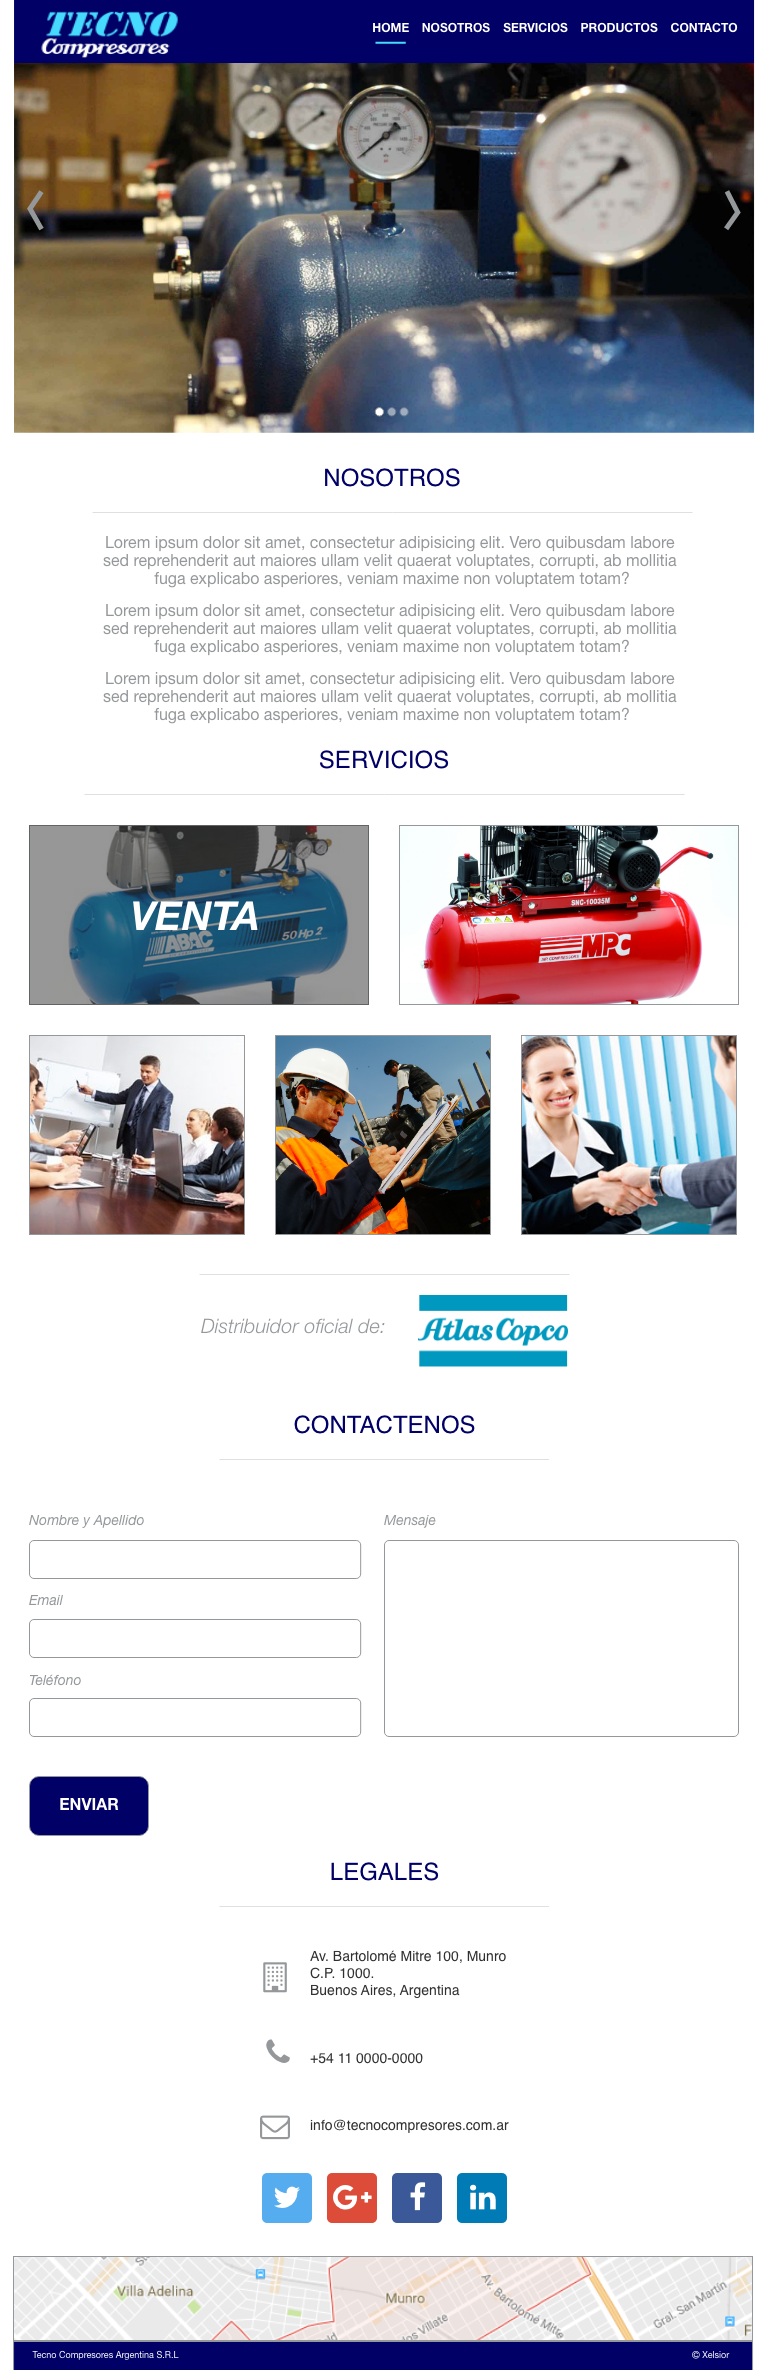 TECNO
Compresores
HOME NOSOTROS SERVICIOS PRODUCTOS CONTACTO
NOSOTROS
Lorem ipsum dolor sit amet, consectetur adipisicing elit. Vero quibusdam labore
sed reprehenderit aut maiores ullam velit quaerat voluptates, corrupti, ab mollitia
fuga explicabo asperiores, veniam maxime non voluptatem totam?
Lorem ipsum dolor sit amet, consectetur adipisicing elit. Vero quibusdam labore
sed reprehenderit aut maiores ullam velit quaerat voluptates, corrupti, ab mollitia
fuga explicabo asperiores, veniam maxime non voluptatem totam?
Lorem ipsum dolor sit amet, consectetur adipisicing elit. Vero quibusdam labore
sed reprehenderit aut maiores ullam velit quaerat voluptates, corrupti, ab mollitia
fuga explicabo asperiores, veniam maxime non voluptatem totam?
SERVICIOS
VENTA
ABAC
50 Hp 2
SNC-10035M
MPC
Distribuidor oficial de:
Atlas Copco
CONTACTENOS
Nombre y Apellido
Mensaje
Email
Teléfono
ENVIAR
LEGALES
Av. Bartolomé Mitre 100, Munro
C.P. 1000.
Buenos Aires, Argentina
+54 11 0000-0000
info@tecnocompresores.com.ar
G+
f
in
Villa Adelina
Munro
Av. Bartolomé Mitre
Gral. San Martín
los Villate
Tecno Compresores Argentina S.R.L
© Xelsior